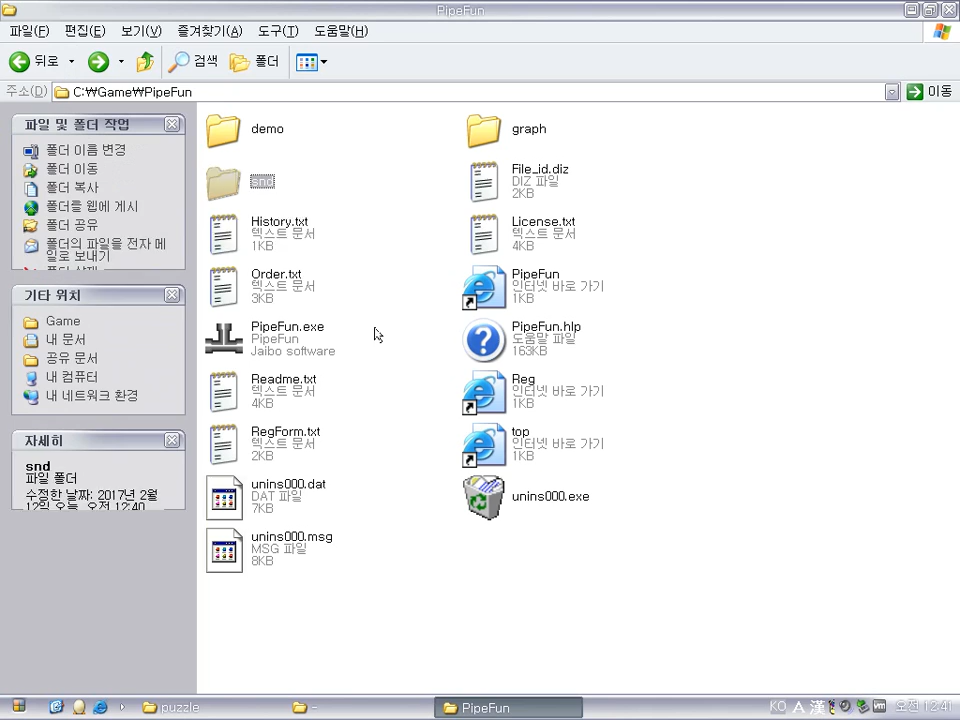 PipeFun
파일(F) 편집(E) 보기(V) 즐겨찾기(A) 도구(T) 도움말(H)
뒤로 검색 폴더
주소(D) C:₩Game₩PipeFun 이동
파일 및 폴더 작업
폴더 이름 변경
폴더 이동
폴더 복사
폴더를 웹에 게시
폴더 공유
폴더의 파일을 전자 메
일로 보내기
기타 위치
Game
내 문서
공유 문서
내 컴퓨터
내 네트워크 환경
자세히
snd
파일 폴더
수정한 날짜: 2017년 2월
12일 오늘, 오전 12:40
demo
graph
snd
File_id.diz
DIZ 파일
2KB
History.txt
텍스트 문서
1KB
License.txt
텍스트 문서
4KB
Order.txt
텍스트 문서
3KB
PipeFun
인터넷 바로 가기
1KB
PipeFun.exe
PipeFun
Jaibo software
PipeFun.hlp
도움말 파일
163KB
Readme.txt
텍스트 문서
4KB
Reg
인터넷 바로 가기
1KB
RegForm.txt
텍스트 문서
2KB
top
인터넷 바로 가기
1KB
unins000.dat
DAT 파일
7KB
unins000.exe
unins000.msg
MSG 파일
8KB
puzzle - PipeFun KO A 漢 오전 12:41